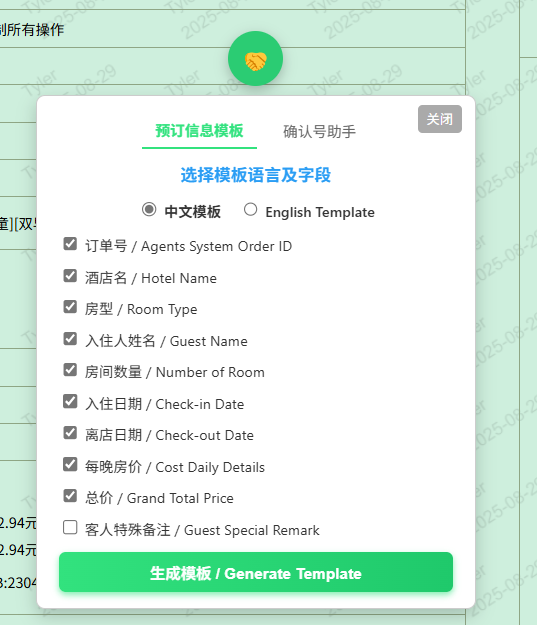 制所有操作
关闭
预订信息模板 确认号助手
选择模板语言及字段
中文模板 English Template
童][双
订单号 / Agents System Order ID
酒店名 / Hotel Name
房型 / Room Type
入住人姓名 / Guest Name
房间数量 / Number of Room
入住日期 / Check-in Date
离店日期 / Check-out Date
每晚房价 / Cost Daily Details
总价 / Grand Total Price
2.94元
客人特殊备注 / Guest Special Remark
2.94元
生成模板 / Generate Template
:2304
Tyler
2025-08-29